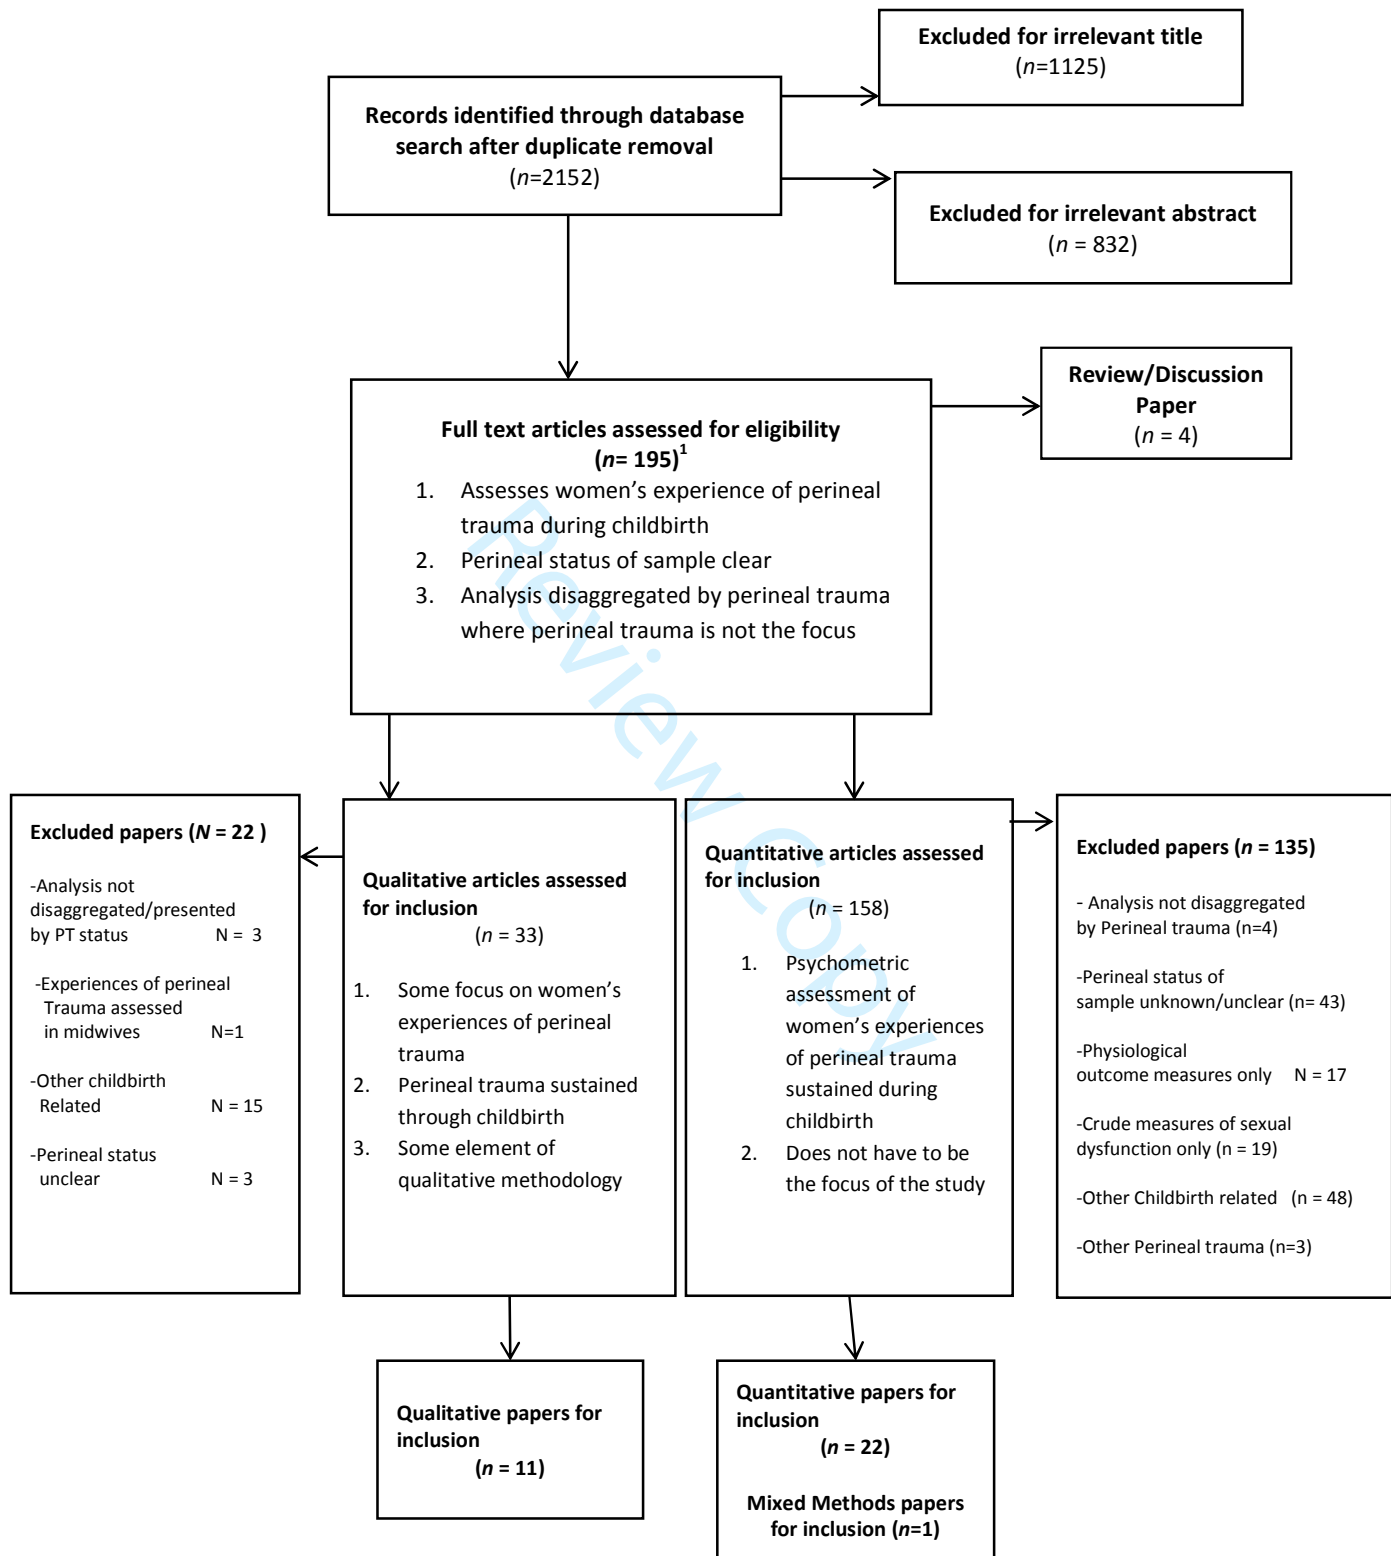 Excluded for irrelevant title
(n=1125)
Records identified through database
search after duplicate removal
(n=2152)
Excluded for irrelevant abstract
(n = 832)
Review/Discussion
Paper
(n = 4)
Full text articles assessed for eligibility
(n= 195)1
1. Assesses women’s experience of perineal
trauma during childbirth
2. Perineal status of sample clear
3. Analysis disaggregated by perineal trauma
where perineal trauma is not the focus
Excluded papers (N = 22 )
-Analysis not
disaggregated/presented
by PT status N = 3
-Experiences of perineal
Trauma assessed
in midwives N=1
-Other childbirth
Related N = 15
-Perineal status
unclear N = 3
Qualitative articles assessed
for inclusion
(n = 33)
1. Some focus on women’s
experiences of perineal
trauma
2. Perineal trauma sustained
through childbirth
3. Some element of
qualitative methodology
Quantitative articles assessed
for inclusion
(n = 158)
1. Psychometric
assessment of
women’s experiences
of perineal trauma
sustained during
childbirth
2. Does not have to be
the focus of the study
Excluded papers (n = 135)
- Analysis not disaggregated
by Perineal trauma (n=4)
-Perineal status of
sample unknown/unclear (n= 43)
-Physiological
outcome measures only N = 17
-Crude measures of sexual
dysfunction only (n = 19)
-Other Childbirth related (n = 48)
-Other Perineal trauma (n=3)
Qualitative papers for
inclusion
(n = 11)
Quantitative papers for
inclusion
(n = 22)
Mixed Methods papers
for inclusion (n=1)
Review Copy